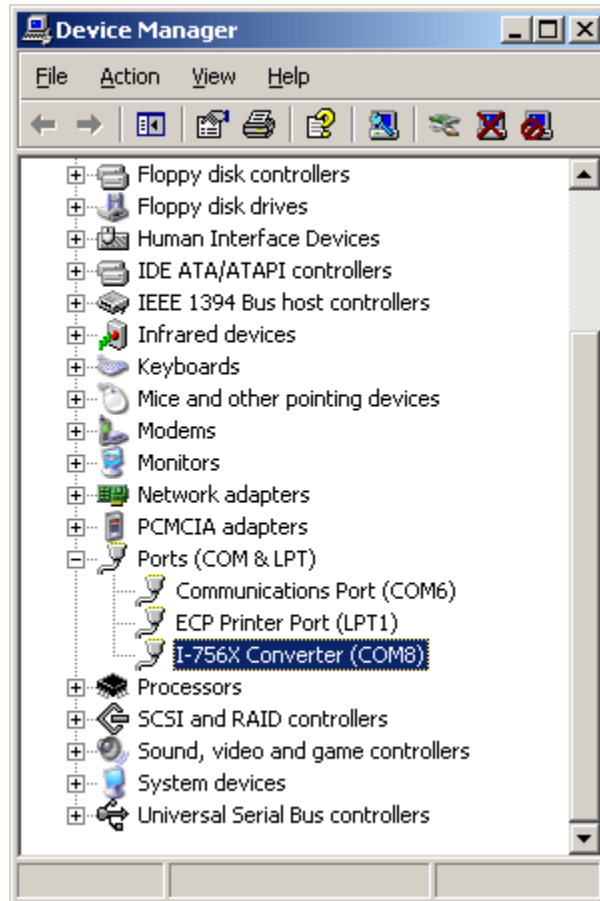 Device Manager
File Action View Help
Floppy disk controllers
Floppy disk drives
Human Interface Devices
IDE ATA/ATAPI controllers
IEEE 1394 Bus host controllers
Infrared devices
Keyboards
Mice and other pointing devices
Modems
Monitors
Network adapters
PCMCIA adapters
Ports (COM & LPT)
Communications Port (COM6)
ECP Printer Port (LPT1)
I-756X Converter (COM8)
Processors
SCSI and RAID controllers
Sound, video and game controllers
System devices
Universal Serial Bus controllers